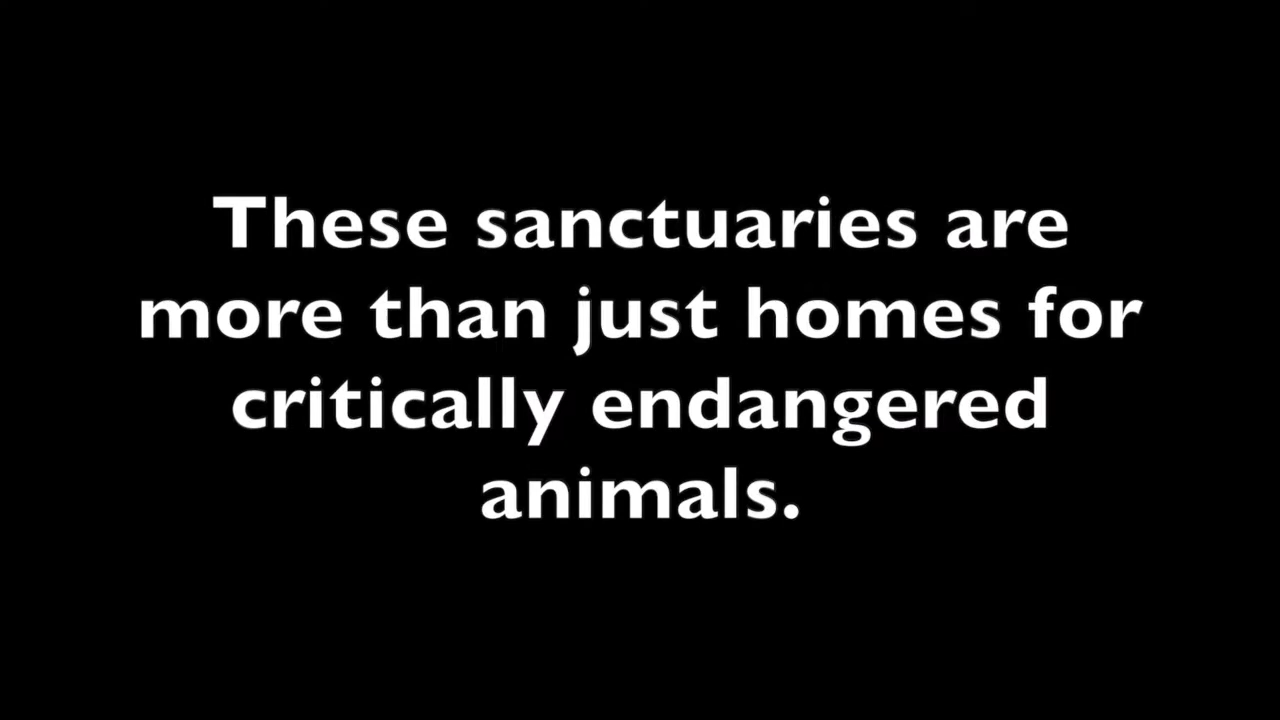 These sanctuaries are
more than just homes for
critically endangered
animals.